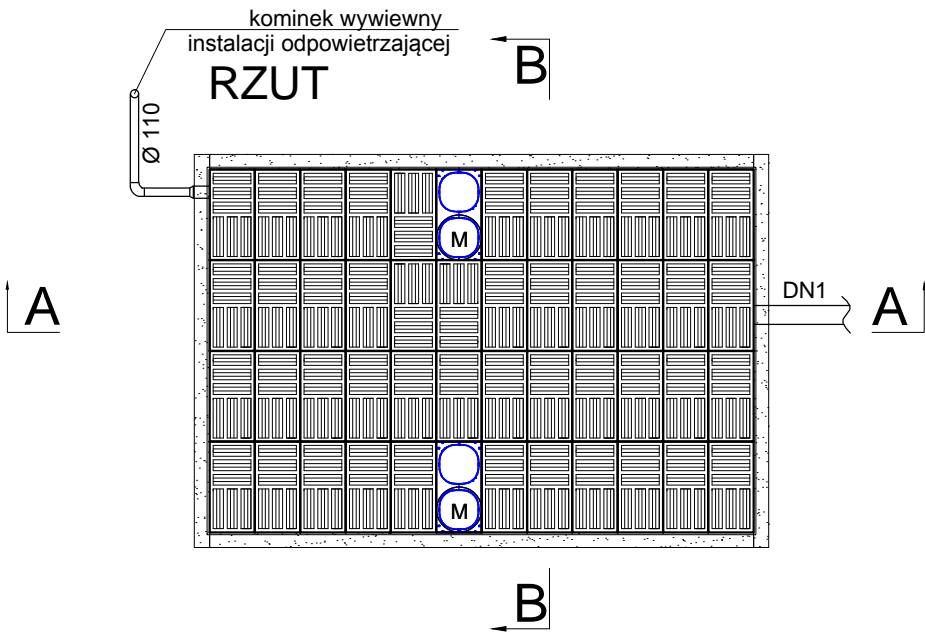 kominek wywiewny
instalacji odpowietrzającej
RZUT
B
Ø 110
M
A
DN1
A
M
B